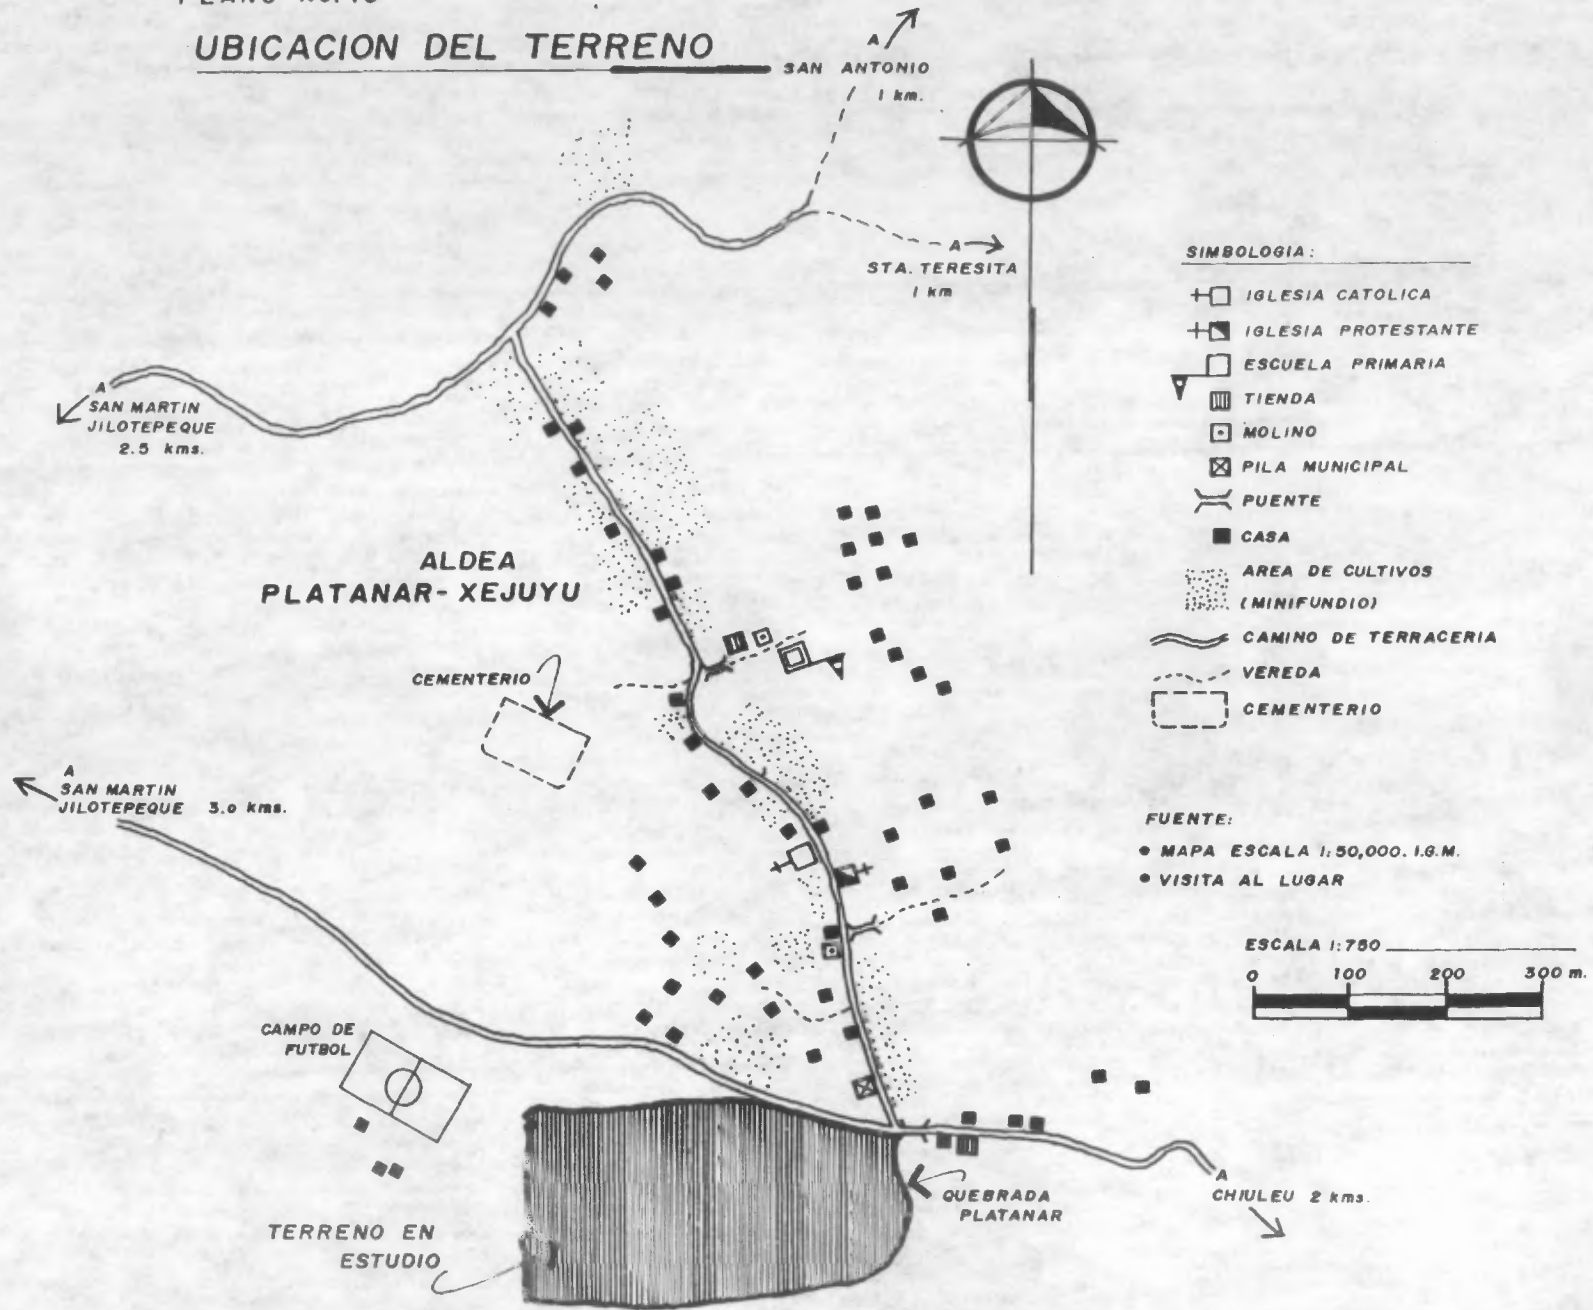 UBICACION DEL TERRENO
A
SAN ANTONIO
1 km.
A
STA. TERESITA
1 km
A
SAN MARTIN
JILOTEPEQUE
2.5 kms.
ALDEA
PLATANAR-XEJUYU
CEMENTERIO
A
SAN MARTIN
JILOTEPEQUE 3.0 kms.
CAMPO DE
FUTBOL
TERRENO EN
ESTUDIO
QUEBRADA
PLATANAR
A
CHIULEU 2 kms.
SIMBOLOGIA:
IGLESIA CATOLICA
IGLESIA PROTESTANTE
ESCUELA PRIMARIA
TIENDA
MOLINO
PILA MUNICIPAL
PUENTE
CASA
AREA DE CULTIVOS
(MINIFUNDIO)
CAMINO DE TERRACERIA
VEREDA
CEMENTERIO
FUENTE:
• MAPA ESCALA 1:50,000. I.G.M.
• VISITA AL LUGAR
ESCALA 1:750
0 100 200 300 m.